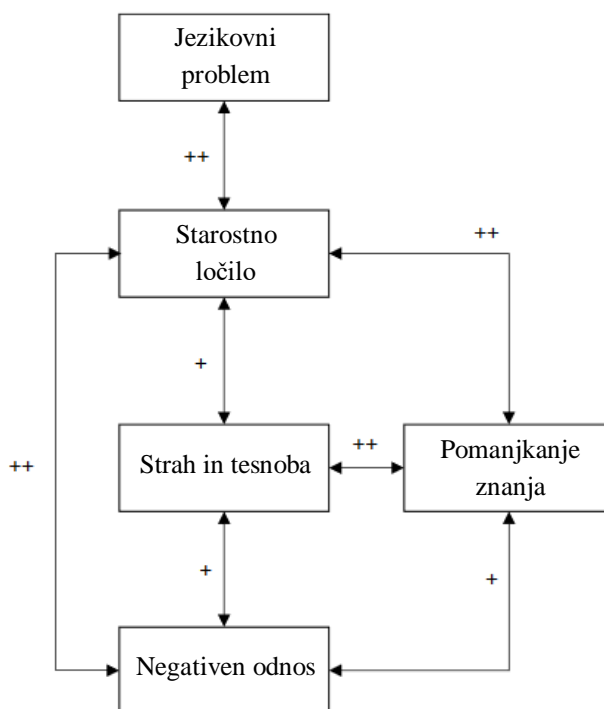 Jezikovni
problem
++
Starostno
ločilo
++
+
++
Strah in tesnoba
++
Pomanjkanje
znanja
+
+
Negativen odnos